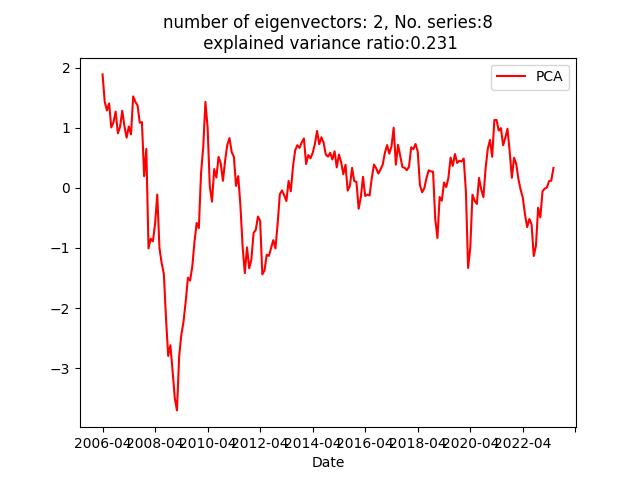 number of eigenvectors: 2, No. series:8
explained variance ratio:0.231
PCA
2
1
0
−1
−2
−3
2006-04 2008-04 2010-04 2012-04 2014-04 2016-04 2018-04 2020-04 2022-04
Date